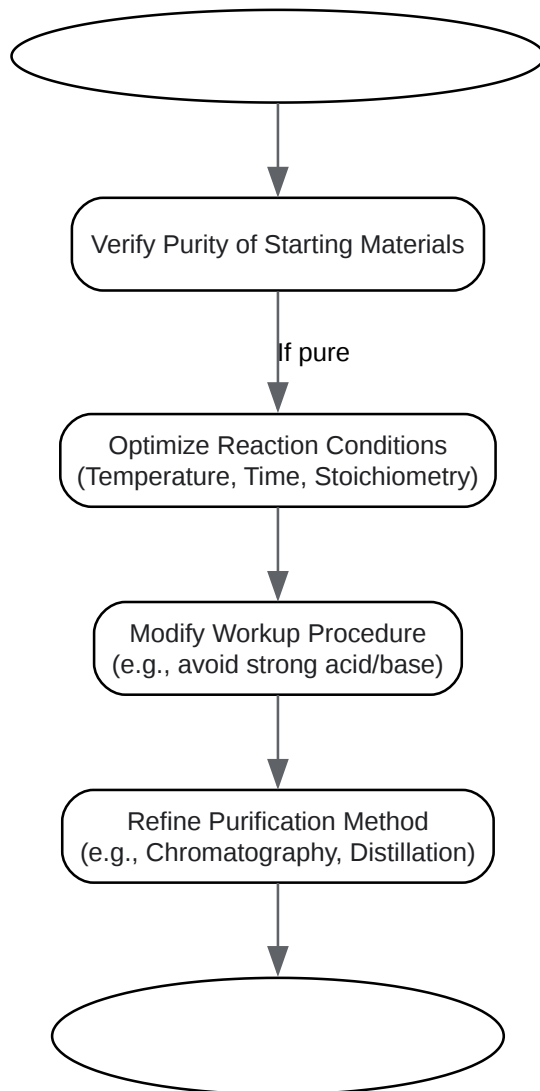 Verify Purity of Starting Materials
If pure
Optimize Reaction Conditions
(Temperature, Time, Stoichiometry)
Modify Workup Procedure
(e.g., avoid strong acid/base)
Refine Purification Method
(e.g., Chromatography, Distillation)